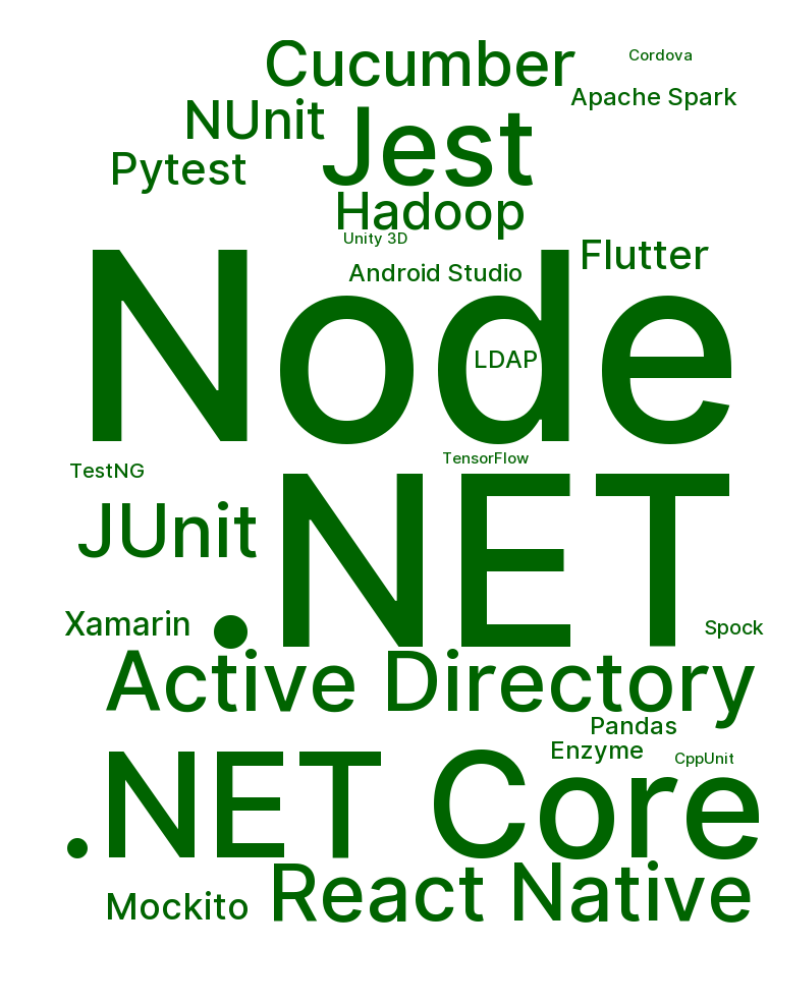 Cucumber
Cordova
Apache Spark
NUnit
Jest
Pytest
Hadoop
Unity 3D
Flutter
Android Studio
Node
LDAP
TensorFlow
TestNG
JUnit
.NET
Xamarin
Spock
Active Directory
Pandas
Enzyme
CppUnit
.NET Core
React Native
Mockito